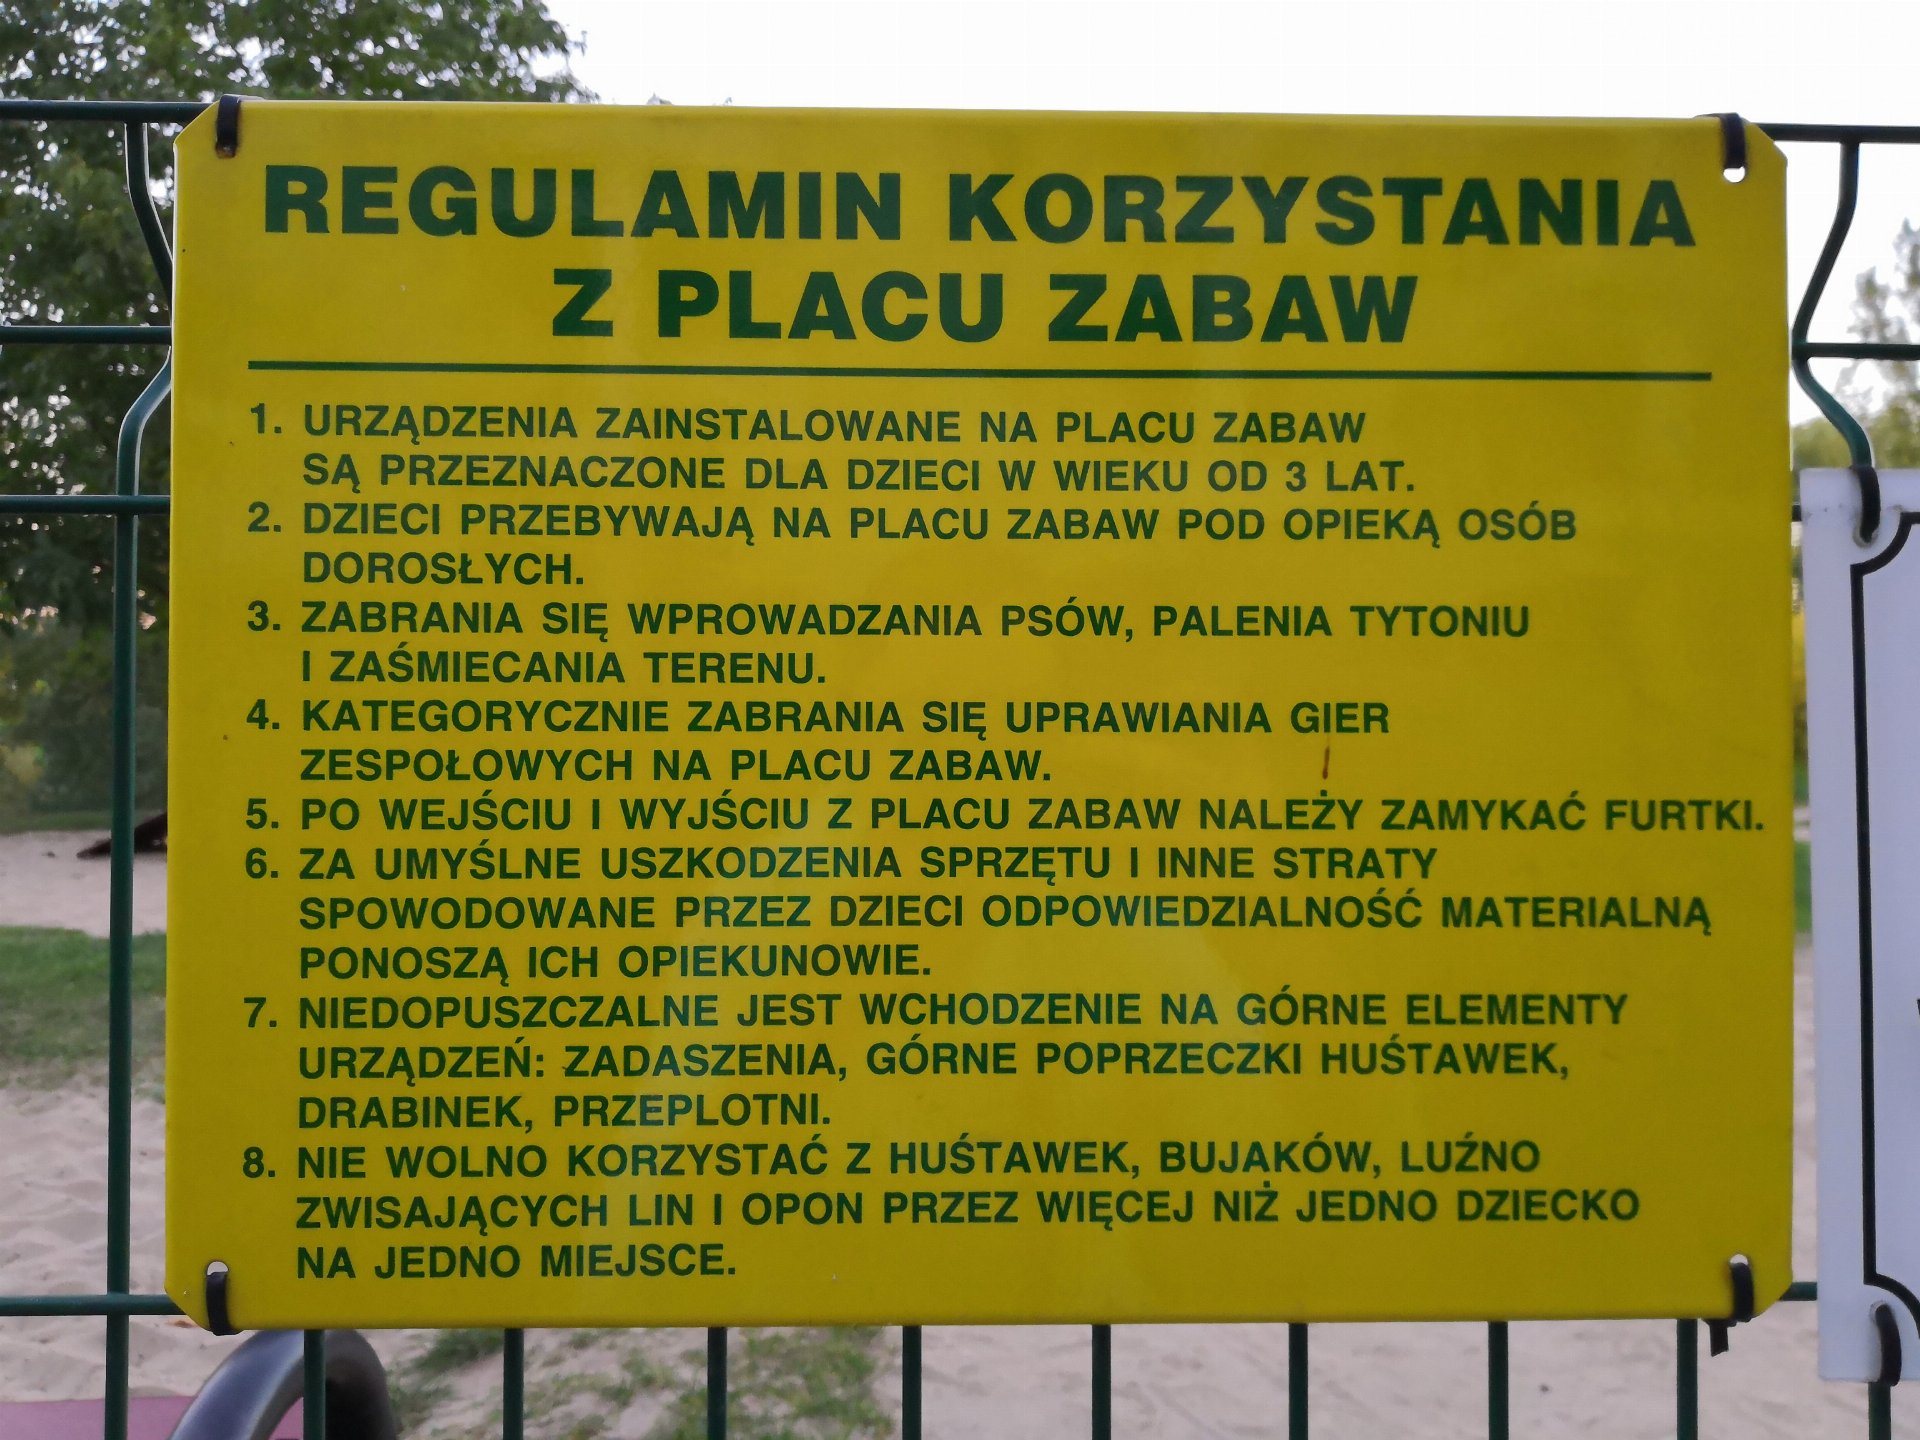 REGULAMIN KORZYSTANIA
Z PLACU ZABAW
1. URZĄDZENIA ZAINSTALOWANE NA PLACU ZABAW
SĄ PRZEZNACZONE DLA DZIECI W WIEKU OD 3 LAT.
2. DZIECI PRZEBYWAJĄ NA PLACU ZABAW POD OPIEKĄ OSÓB
DOROSŁYCH.
3. ZABRANIA SIĘ WPROWADZANIA PSÓW, PALENIA TYTONIU
I ZAŚMIECANIA TERENU.
4. KATEGORYCZNIE ZABRANIA SIĘ UPRAWIANIA GIER
ZESPOŁOWYCH NA PLACU ZABAW.
5. PO WEJŚCIU I WYJŚCIU Z PLACU ZABAW NALEŻY ZAMYKAĆ FURTKI.
6. ZA UMYŚLNE USZKODZENIA SPRZĘTU I INNE STRATY
SPOWODOWANE PRZEZ DZIECI ODPOWIEDZIALNOŚĆ MATERIALNĄ
PONOSZĄ ICH OPIEKUNOWIE.
7. NIEDOPUSZCZALNE JEST WCHODZENIE NA GÓRNE ELEMENTY
URZĄDZEŃ: ZADASZENIA, GÓRNE POPRZECZKI HUŚTAWEK,
DRABINEK, PRZEPLOTNI.
8. NIE WOLNO KORZYSTAĆ Z HUŚTAWEK, BUJAKÓW, LUŹNO
ZWISAJĄCYCH LIN I OPON PRZEZ WIĘCEJ NIŻ JEDNO DZIECKO
NA JEDNO MIEJSCE.